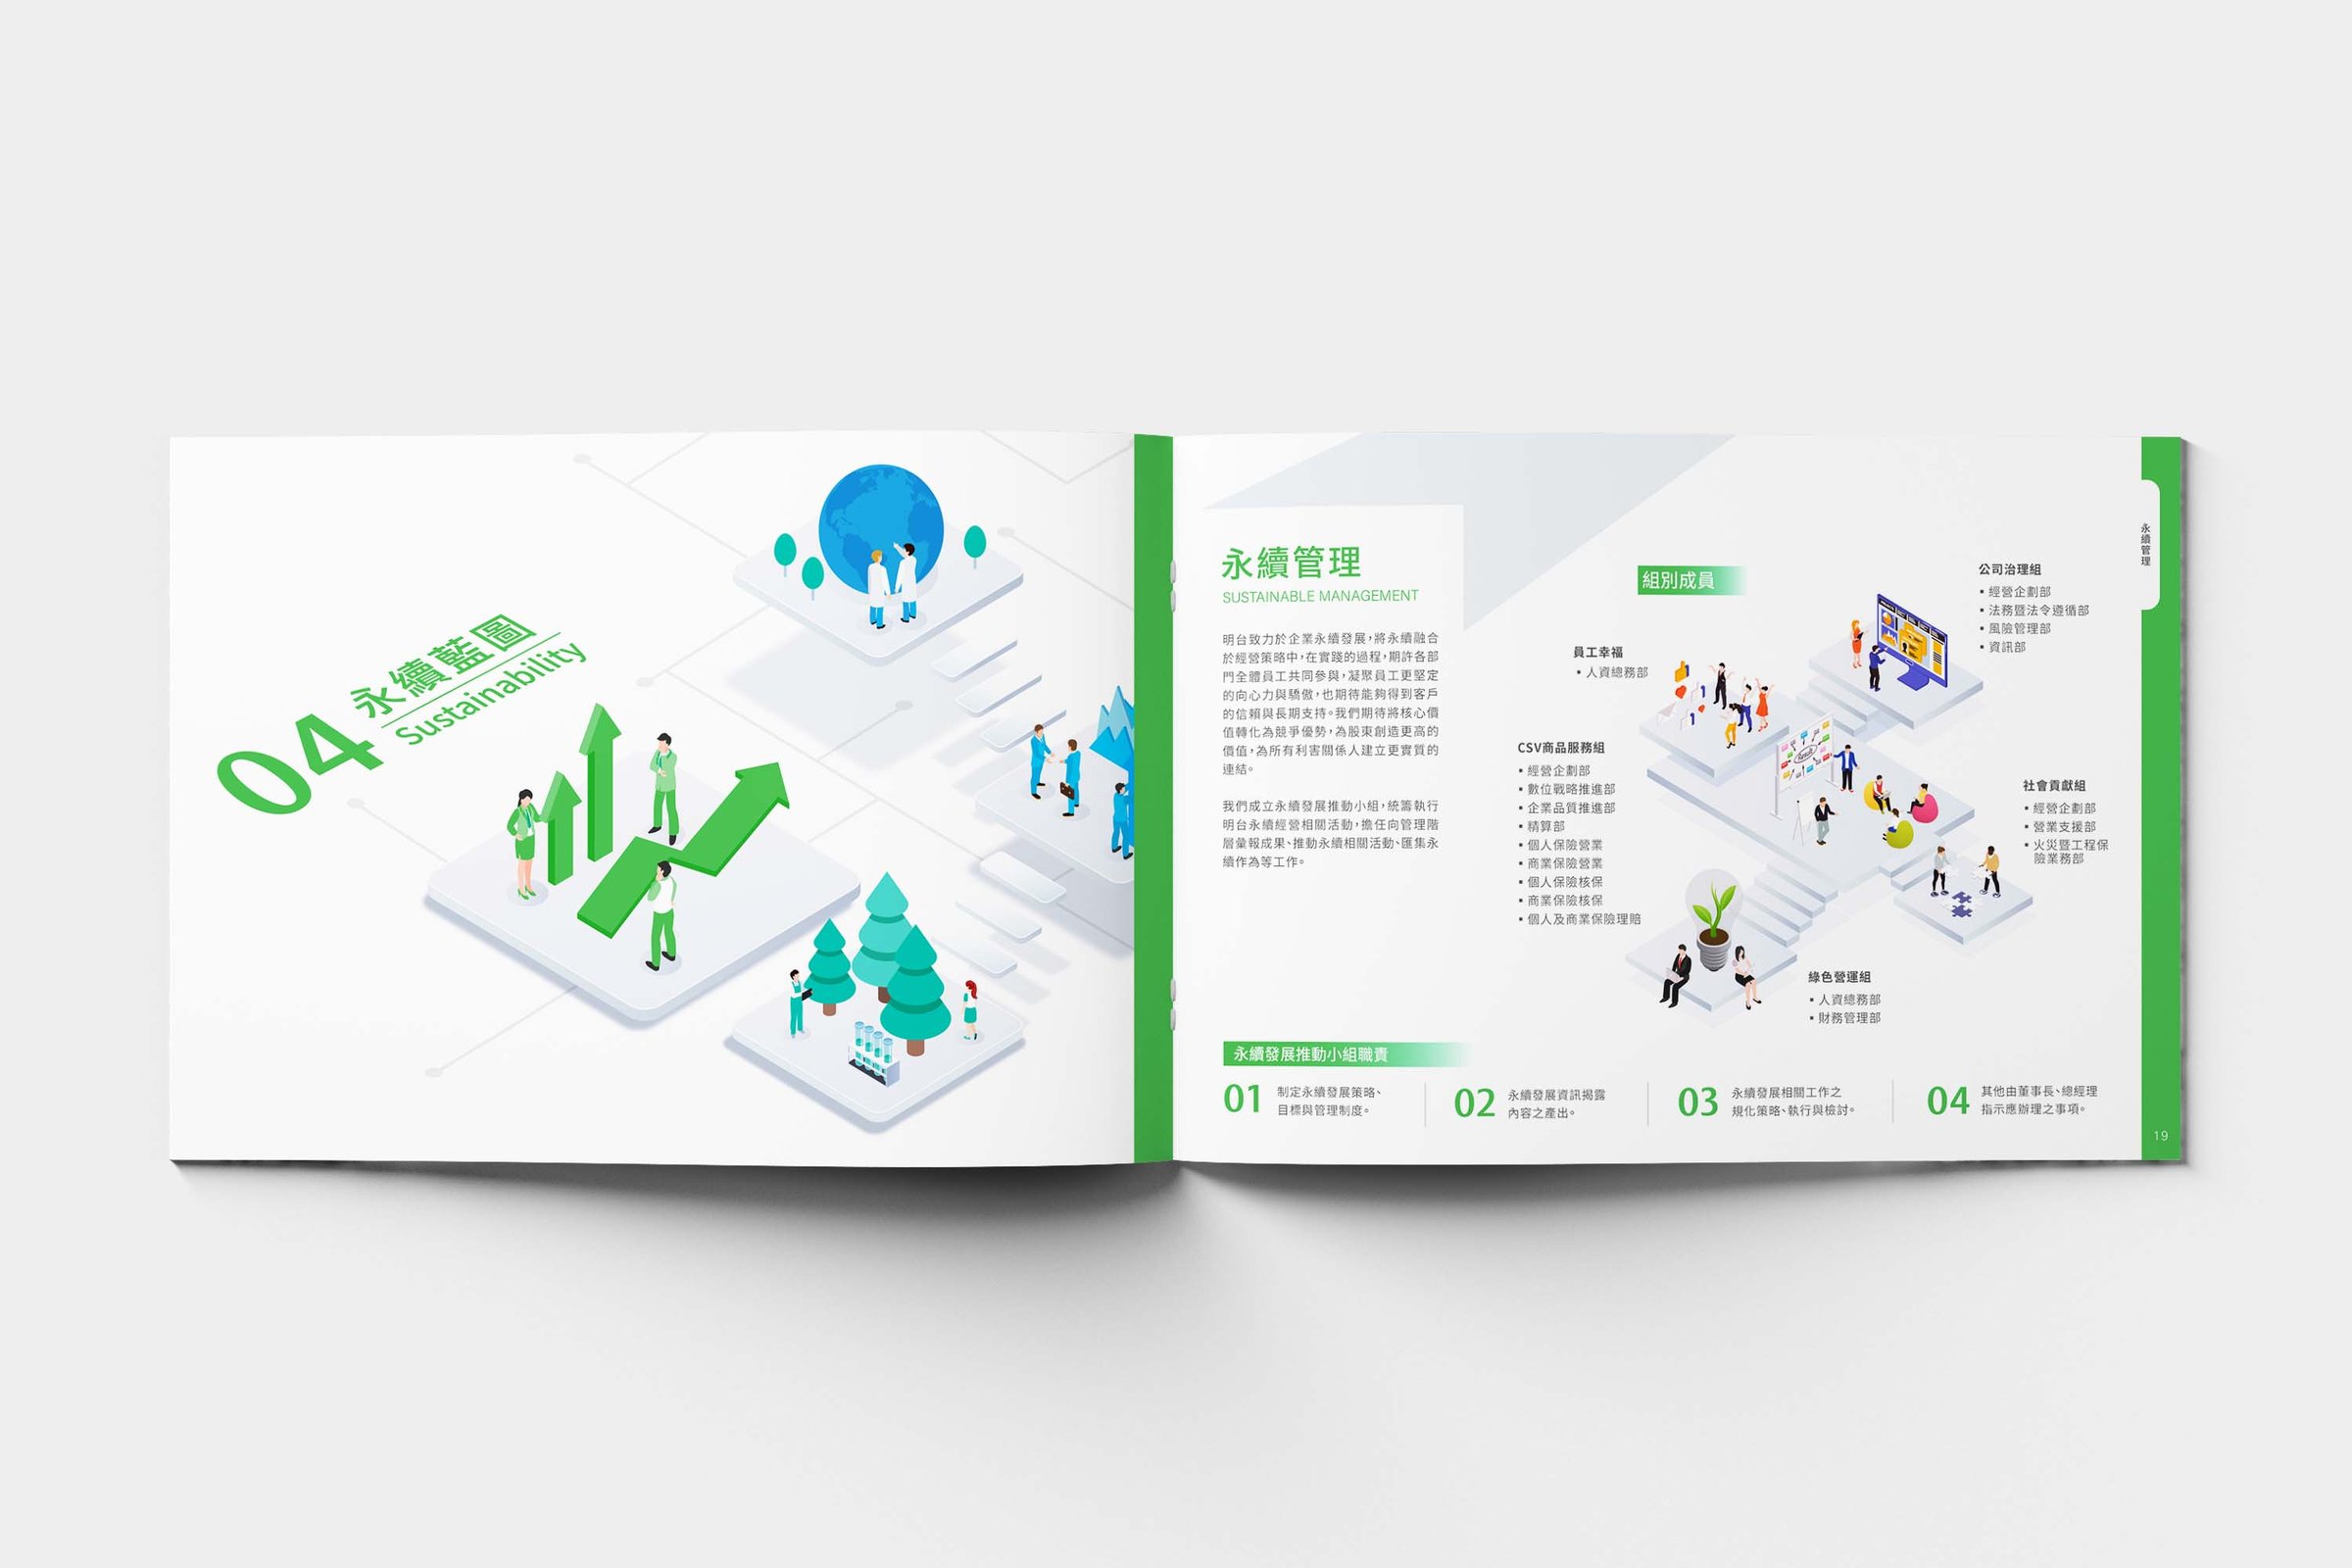 04
永續藍圖
Sustainability
永續管理
SUSTAINABLE MANAGEMENT
明台致力於企業永續發展，將永續融合
於經營策略中，在實踐的過程，期許各部
門全體員工共同參與，凝聚員工更堅定
的向心力與驕傲，也期待能夠得到客戶
的信賴與長期支持。我們期待將核心價
值轉化為競爭優勢，為股東創造更高的
價值，為所有利害關係人建立更實質的
連結。
我們成立永續發展推動小組，統籌執行
明台永續經營相關活動，擔任向管理階
層彙報成果、推動永續相關活動、匯集永
續作為等工作。
組別成員
員工幸福
▪ 人資總務部
CSV商品服務組
▪ 經營企劃部
▪ 數位戰略推進部
▪ 企業品質推進部
▪ 精算部
▪ 個人保險營業
▪ 商業保險營業
▪ 個人保險核保
▪ 商業保險核保
▪ 個人及商業保險理賠
公司治理組
▪ 經營企劃部
▪ 法務暨法令遵循部
▪ 風險管理部
▪ 資訊部
社會貢獻組
▪ 經營企劃部
▪ 營業支援部
▪ 火災暨工程保
險業務部
綠色營運組
▪ 人資總務部
▪ 財務管理部
永續發展推動小組職責
01
制定永續發展策略、
目標與管理制度。
02
永續發展資訊揭露
內容之產出。
03
永續發展相關工作之
規化策略、執行與檢討。
04
其他由董事長、總經理
指示應辦理之事項。
永續管理
19